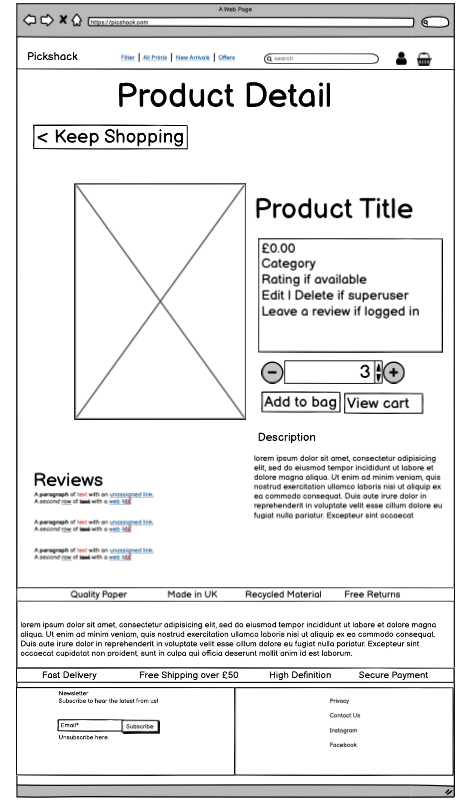 A Web Page
https://picshack.com
Pickshack
Filter | All Prints | New Arrivals | Offers
search
Product Detail
< Keep Shopping
Product Title
£0.00
Category
Rating if available
Edit | Delete if superuser
Leave a review if logged in
3
Add to bag
View cart
Description
lorem ipsum dolor sit amet, consectetur adipisicing
elit, sed do eiusmod tempor incididunt ut labore et
dolore magna aliqua. Ut enim ad minim veniam, quis
nostrud exercitation ullamco laboris nisi ut aliquip ex
ea commodo consequat. Duis aute irure dolor in
reprehenderit in voluptate velit esse cillum dolore eu
fugiat nulla pariatur. Excepteur sint occaecat
Reviews
A paragraph of text with an unassigned link.
A second row of text with a web link
A paragraph of text with an unassigned link.
A second row of text with a web link
A paragraph of text with an unassigned link.
A second row of text with a web link
Quality Paper
Made in UK
Recycled Material
Free Returns
lorem ipsum dolor sit amet, consectetur adipisicing elit, sed do eiusmod tempor incididunt ut labore et dolore magna
aliqua. Ut enim ad minim veniam, quis nostrud exercitation ullamco laboris nisi ut aliquip ex ea commodo consequat.
Duis aute irure dolor in reprehenderit in voluptate velit esse cillum dolore eu fugiat nulla pariatur. Excepteur sint
occaecat cupidatat non proident, sunt in culpa qui officia deserunt mollit anim id est laborum.
Fast Delivery
Free Shipping over £50
High Definition
Secure Payment
Newsletter
Subscribe to hear the latest from us!
Email*
Subscribe
Unsubscribe here.
Privacy
Contact Us
Instagram
Facebook